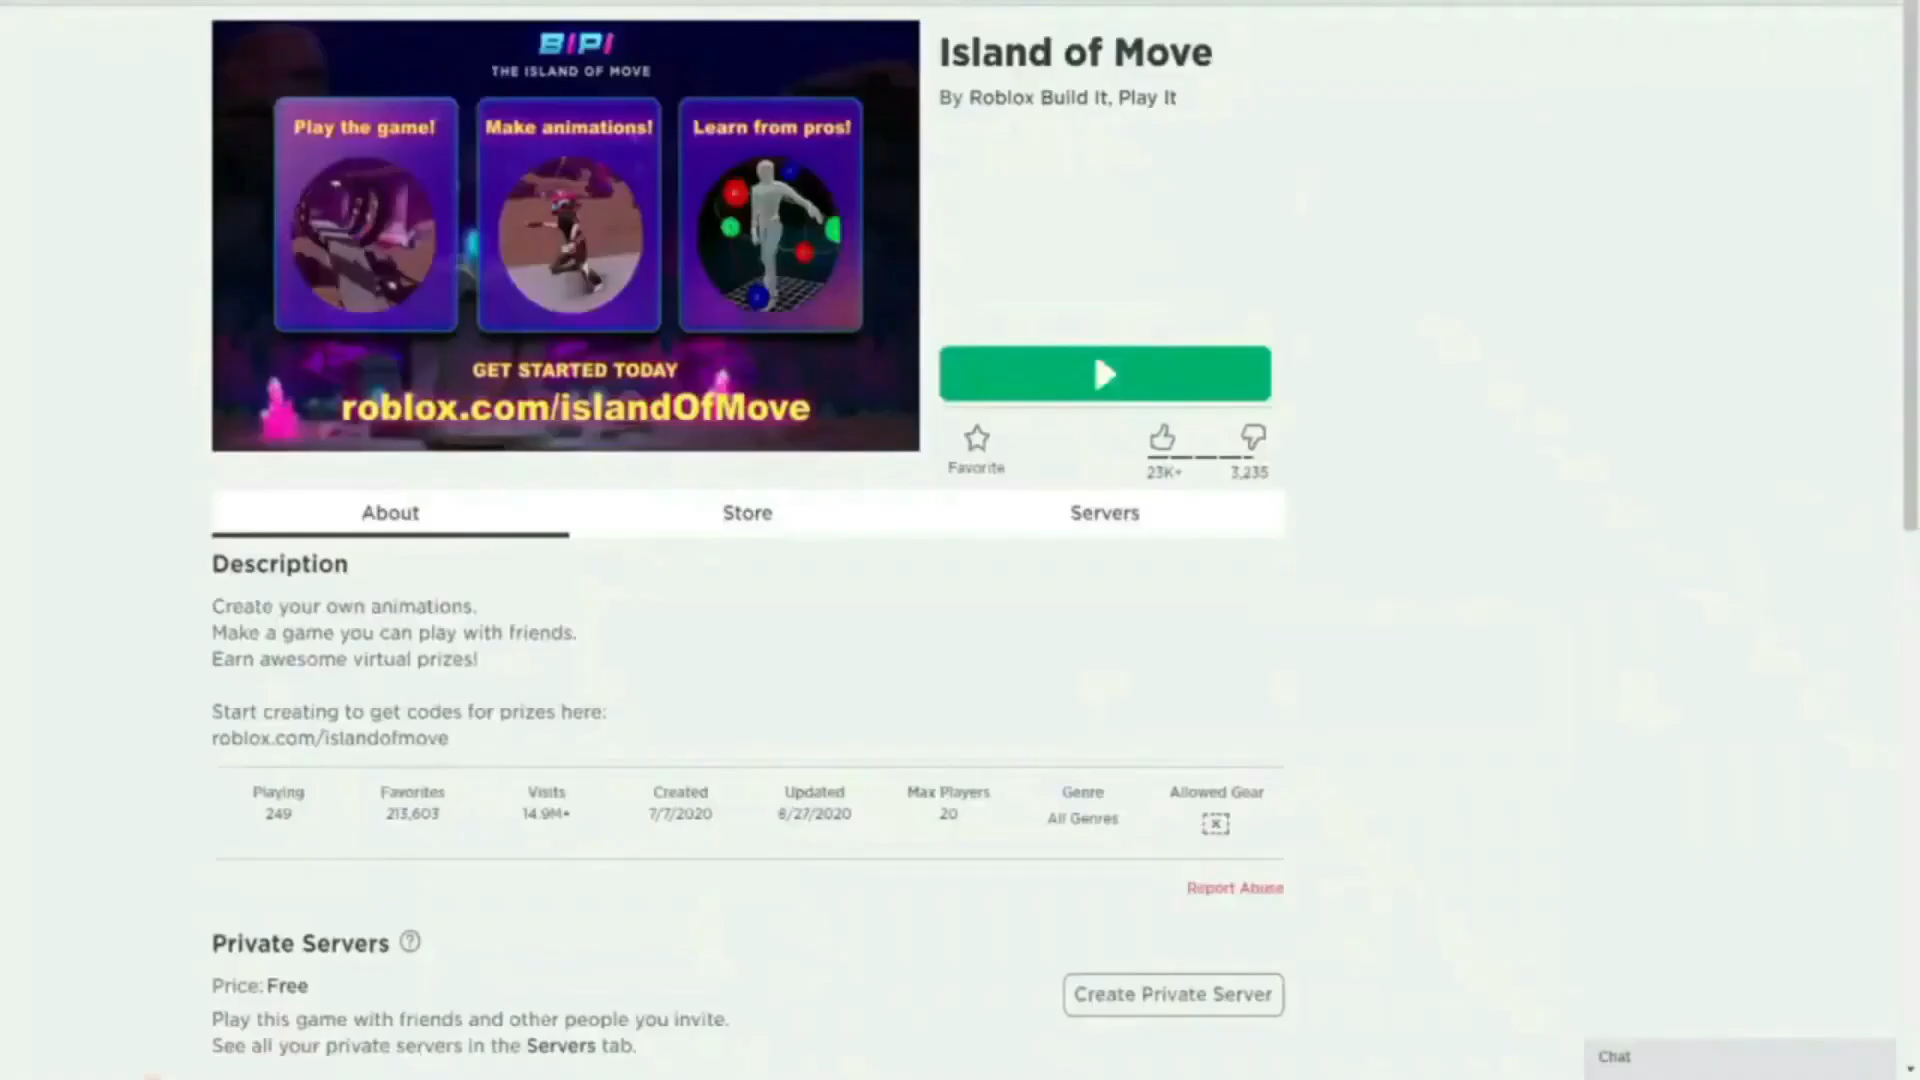 BIPI
THE ISLAND OF MOVE
Play the game!
Make animations!
Learn from pros!
GET STARTED TODAY
roblox.com/islandOfMove
Island of Move
By Roblox Build It, Play It
Favorite
23K+
3,235
About
Store
Servers
Description
Create your own animations.
Make a game you can play with friends.
Earn awesome virtual prizes!
Start creating to get codes for prizes here:
roblox.com/islandofmove
Playing
Favorites
Visits
Created
Updated
Max Players
Genre
Allowed Gear
249
213,603
14.9M+
7/7/2020
8/27/2020
20
All Genres
Report Abuse
Private Servers
Price: Free
Create Private Server
Play this game with friends and other people you invite.
See all your private servers in the Servers tab.
Chat